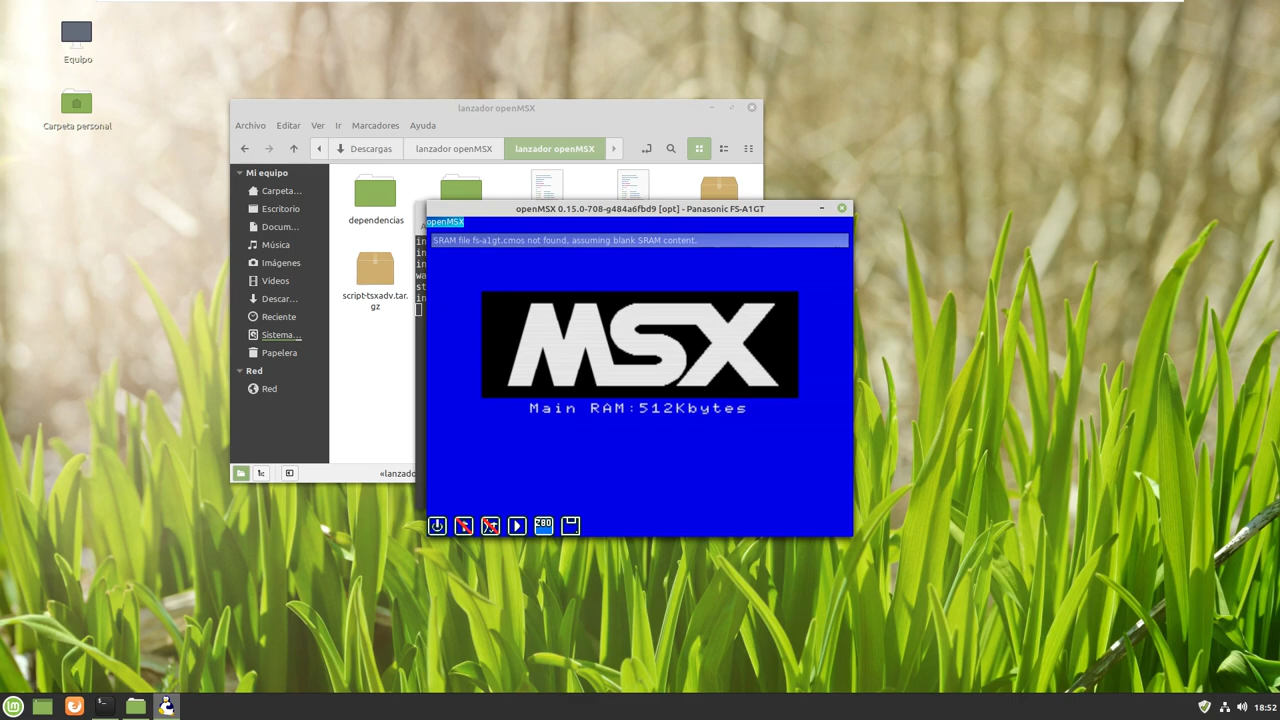 Equipo
Carpeta personal
lanzador openMSX
Archivo Editar Ver Ir Marcadores Ayuda
Descargas lanzador openMSX lanzador openMSX
Mi equipo
Carpeta...
Escritorio
Docum...
Música
Imágenes
Vídeos
Descar...
Reciente
Sistema...
Papelera
Red
Red
dependencias
script-tsxadv.tar.
gz
«lanzado
openMSX 0.15.0-708-g484a6fbd9 [opt] - Panasonic FS-A1GT
openMSX
SRAM file fs-a1gt.cmos not found, assuming blank SRAM content.
MSX
Main RAM:512Kbytes
Z80
18:52